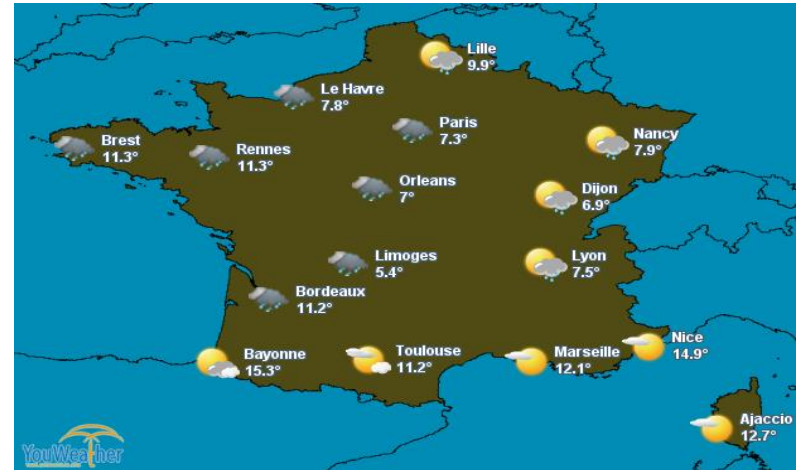 Lille
9.9°
Le Havre
7.8°
Paris
7.3°
Nancy
7.9°
Brest
11.3°
Rennes
11.3°
Orleans
7°
Dijon
6.9°
Limoges
5.4°
Lyon
7.5°
Bordeaux
11.2°
Bayonne
15.3°
Toulouse
11.2°
Marseille
12.1°
Nice
14.9°
Ajaccio
12.7°
YouWeather